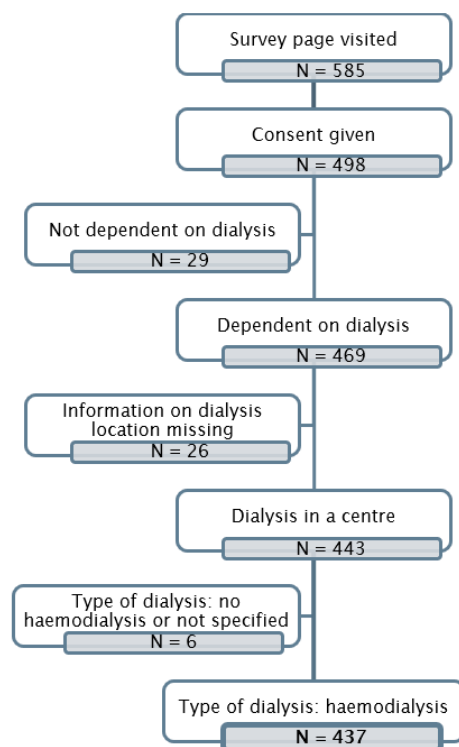 Survey page visited
N = 585
Consent given
N = 498
Not dependent on dialysis
N = 29
Dependent on dialysis
N = 469
Information on dialysis
location missing
N = 26
Dialysis in a centre
N = 443
Type of dialysis: no
haemodialysis or not specified
N = 6
Type of dialysis: haemodialysis
N = 437